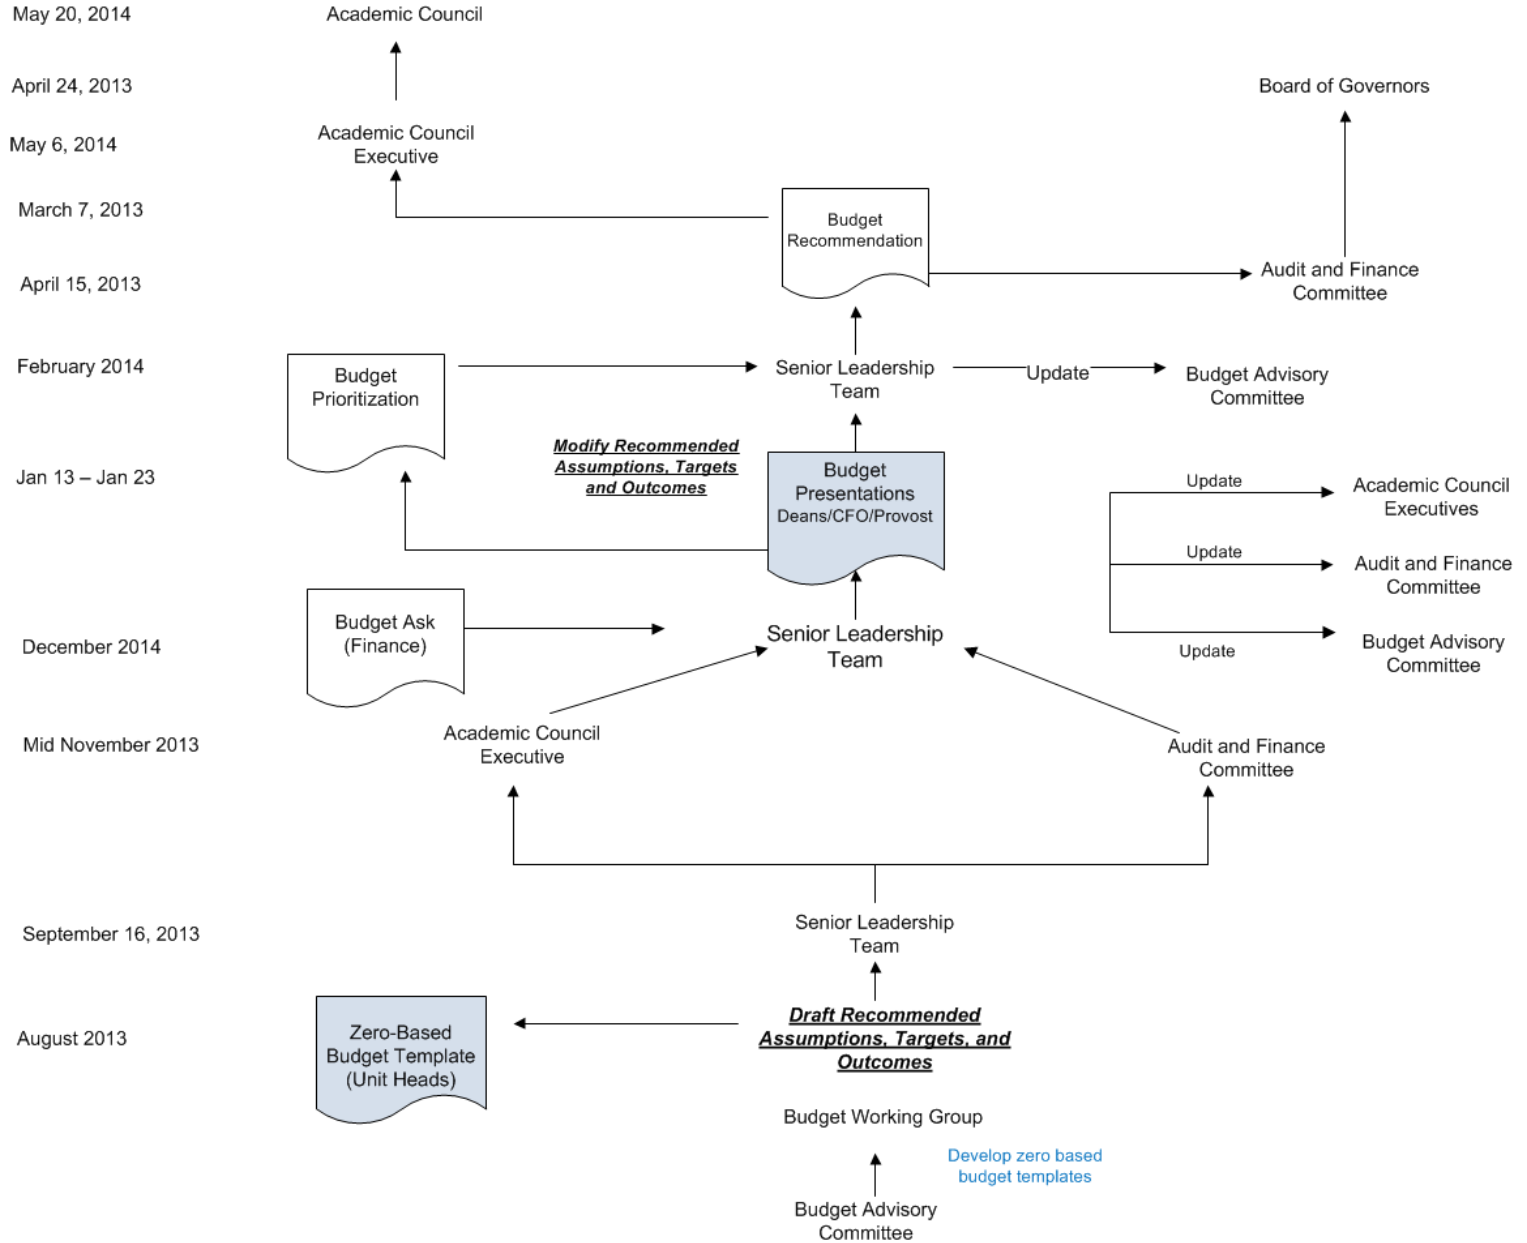 May 20, 2014
Academic Council
April 24, 2013
Board of Governors
May 6, 2014
Academic Council
Executive
March 7, 2013
Budget
Recommendation
April 15, 2013
Audit and Finance
Committee
February 2014
Budget
Prioritization
Senior Leadership
Team
Update
Budget Advisory
Committee
Modify Recommended
Assumptions, Targets
and Outcomes
Jan 13 – Jan 23
Budget
Presentations
Deans/CFO/Provost
Update
Academic Council
Executives
Update
Audit and Finance
Committee
Update
Budget Advisory
Committee
December 2014
Budget Ask
(Finance)
Senior Leadership
Team
Mid November 2013
Academic Council
Executive
Audit and Finance
Committee
September 16, 2013
Senior Leadership
Team
August 2013
Zero-Based
Budget Template
(Unit Heads)
Draft Recommended
Assumptions, Targets, and
Outcomes
Budget Working Group
Develop zero based
budget templates
Budget Advisory
Committee